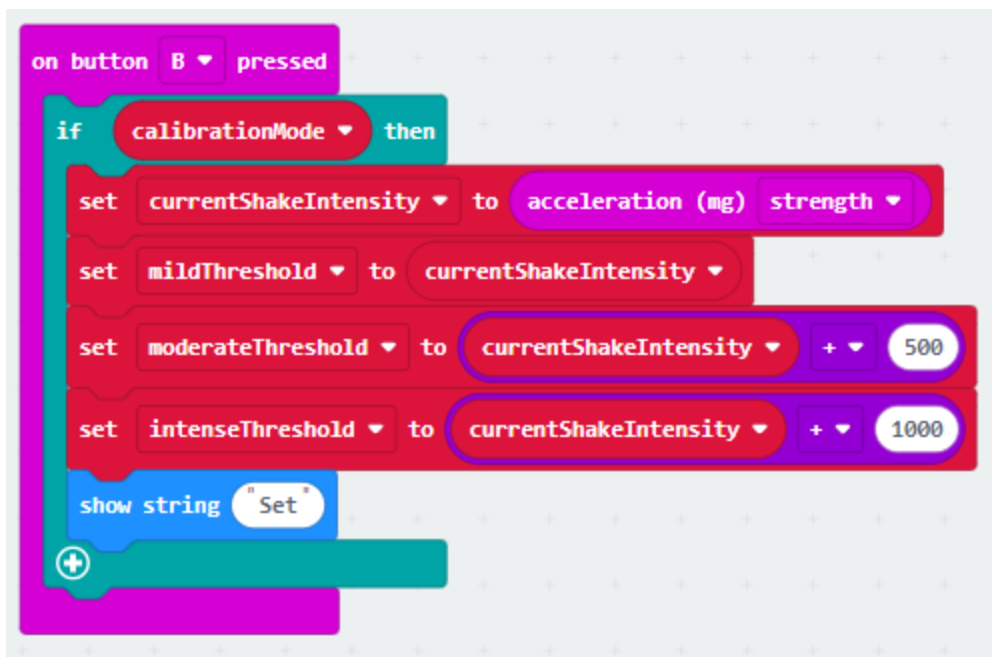 on button B pressed
if calibrationMode then
set currentShakeIntensity to acceleration (mg) strength
set mildThreshold to currentShakeIntensity
set moderateThreshold to currentShakeIntensity + 500
set intenseThreshold to currentShakeIntensity + 1000
show string "Set"